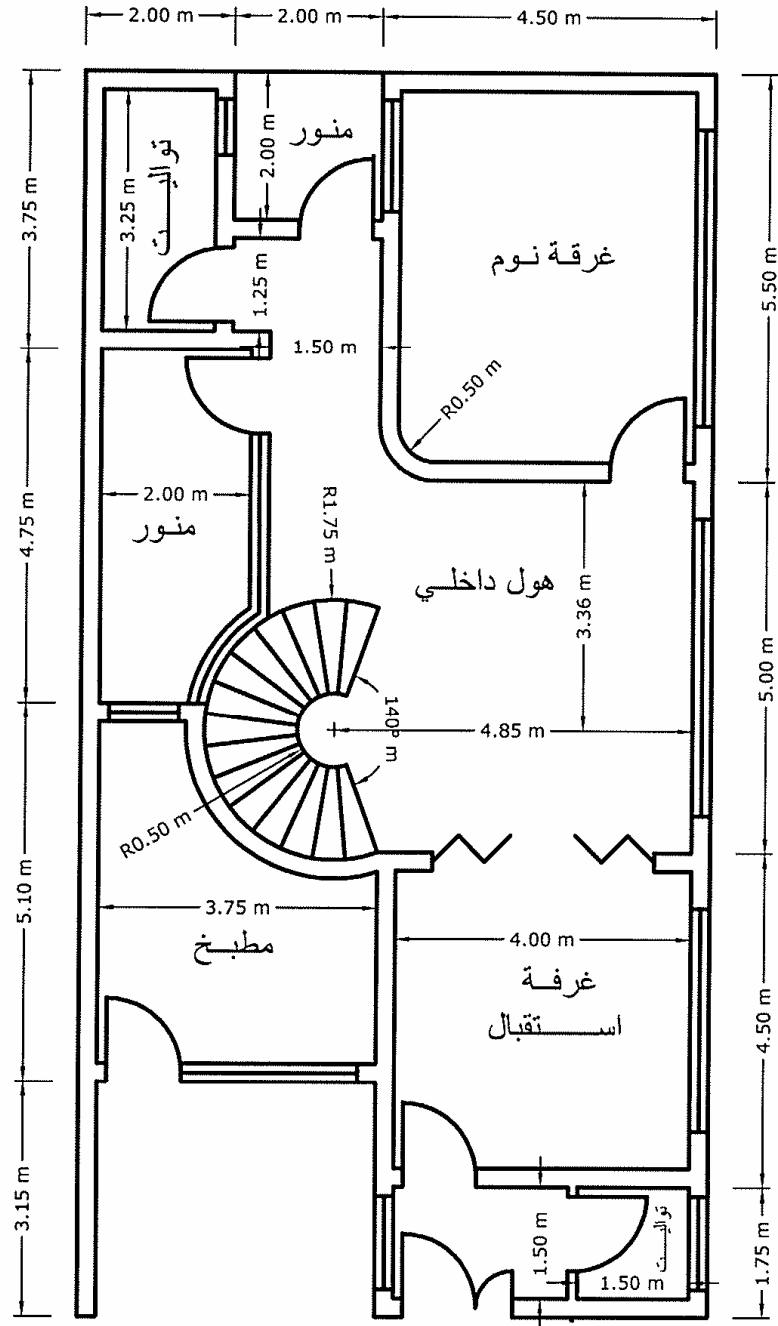 2.00 m
2.00 m
4.50 m
منور
تواليت
2.00 m
3.25 m
3.75 m
غرقة نوم
5.50 m
1.25 m
1.50 m
R0.50 m
2.00 m
منور
4.75 m
R1.75 m
هول داخلي
3.36 m
5.00 m
140° m
4.85 m
R0.50 m
5.10 m
3.75 m
مطبخ
4.00 m
غرفة
استقبال
4.50 m
3.15 m
تواليت
1.50 m
1.50 m
1.75 m